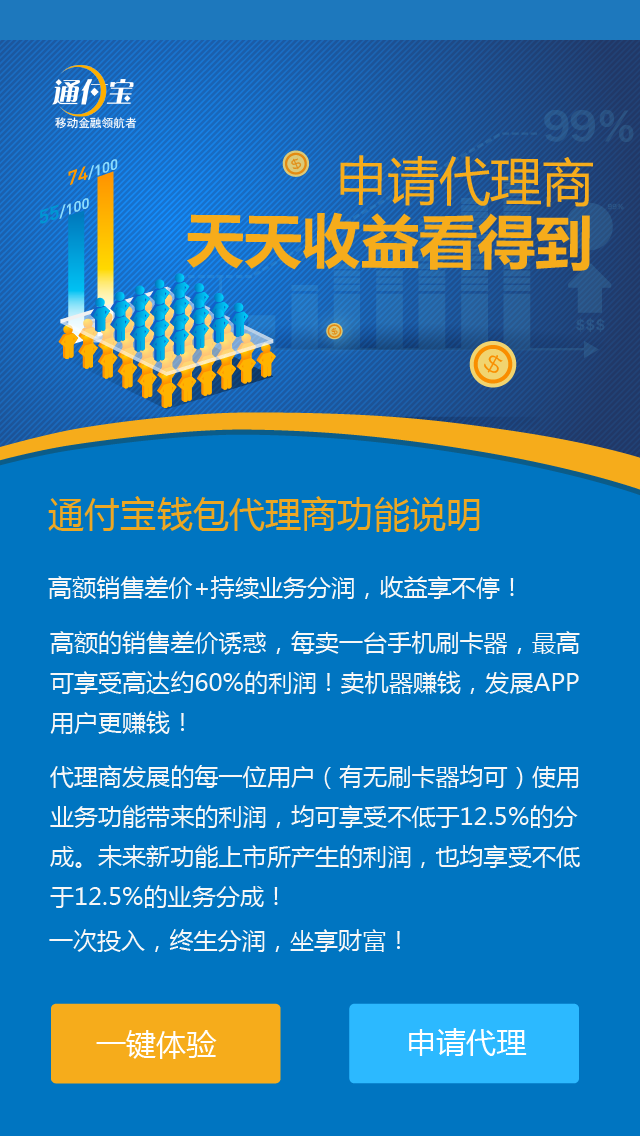 通付宝
移动金融领航者
99%
74/100
55/100
申请代理商
天天收益看得到
$$$
通付宝钱包代理商功能说明
高额销售差价+持续业务分润，收益享不停！
高额的销售差价诱惑，每卖一台手机刷卡器，最高
可享受高达约60%的利润！卖机器赚钱，发展APP
用户更赚钱！
代理商发展的每一位用户（有无刷卡器均可）使用
业务功能带来的利润，均可享受不低于12.5%的分
成。未来新功能上市所产生的利润，也均享受不低
于12.5%的业务分成！
一次投入，终生分润，坐享财富！
一键体验
申请代理